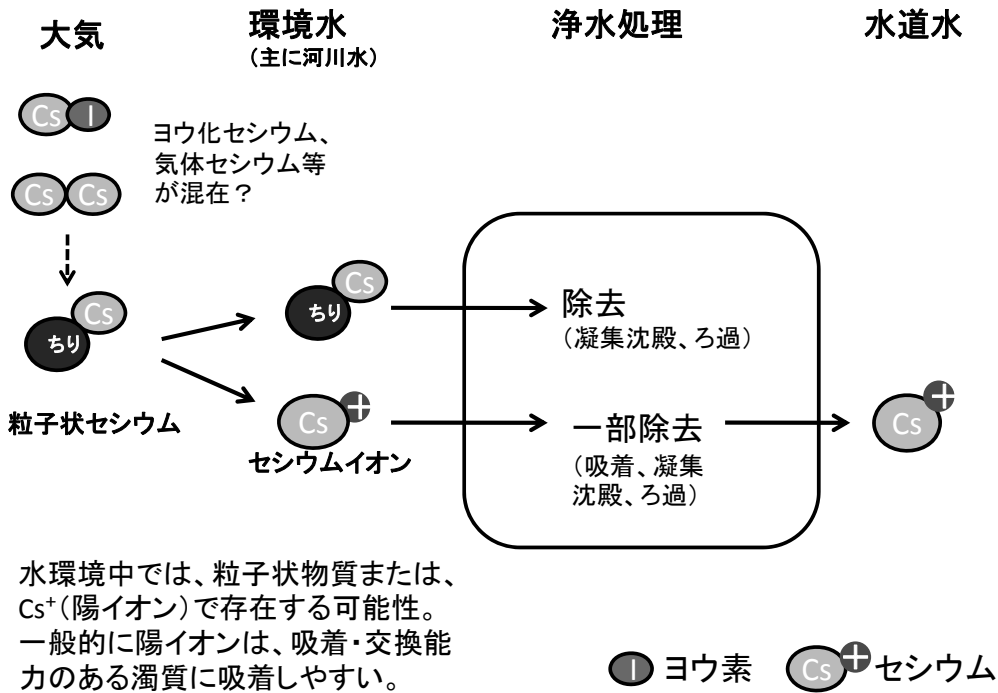 大気
環境水
(主に河川水)
浄水処理
水道水
Cs I
ヨウ化セシウム、
気体セシウム等
が混在？
Cs Cs
Cs
ちり
粒子状セシウム
Cs
ちり
除去
(凝集沈殿、ろ過)
Cs +
セシウムイオン
一部除去
(吸着、凝集
沈殿、ろ過)
Cs +
水環境中では、粒子状物質または、
Cs⁺(陽イオン)で存在する可能性。
一般的に陽イオンは、吸着・交換能
力のある濁質に吸着しやすい。
I ヨウ素
Cs + セシウム